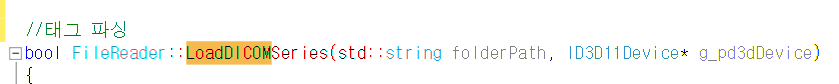 //태그 파싱
bool FileReader::LoadDICOMSeries(std::string folderPath, ID3D11Device* g_pd3dDevice)
{